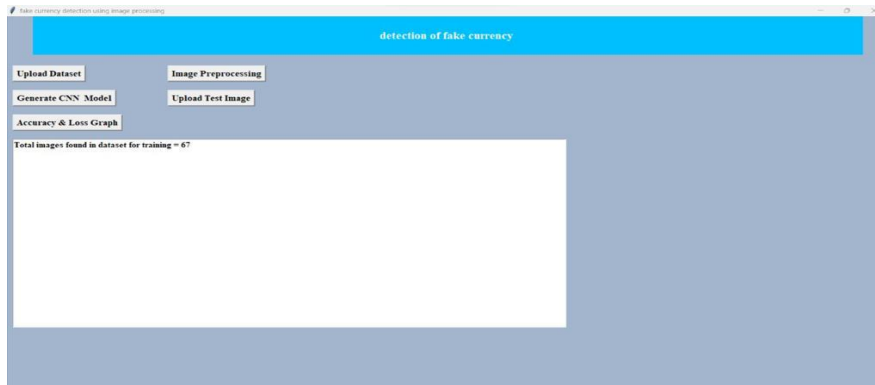 fake currency detection using image processing
detection of fake currency
Upload Dataset
Image Preprocessing
Generate CNN Model
Upload Test Image
Accuracy & Loss Graph
Total images found in dataset for training = 67